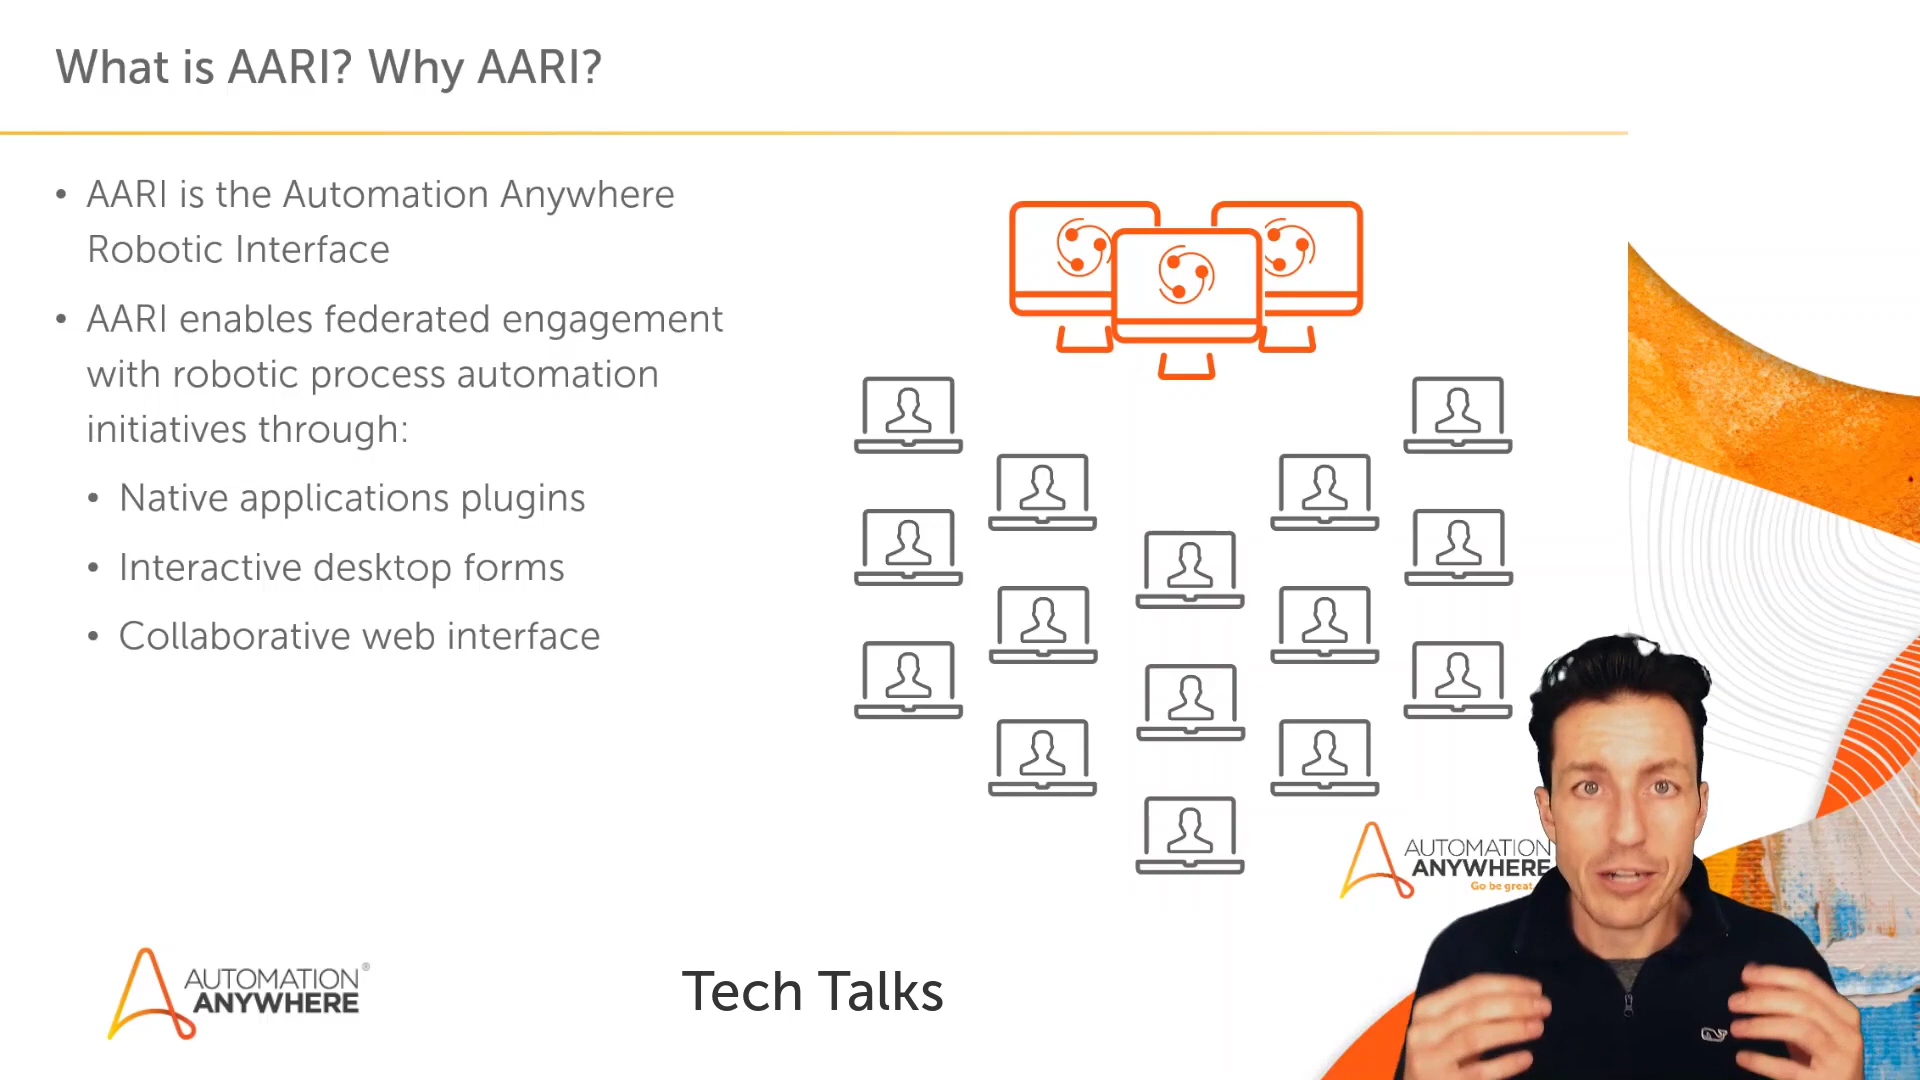 What is AARI? Why AARI?
• AARI is the Automation Anywhere
Robotic Interface
• AARI enables federated engagement
with robotic process automation
initiatives through:
• Native applications plugins
• Interactive desktop forms
• Collaborative web interface
AUTOMATION
ANYWHERE
Go be great.
AUTOMATION®
ANYWHERE
Tech Talks